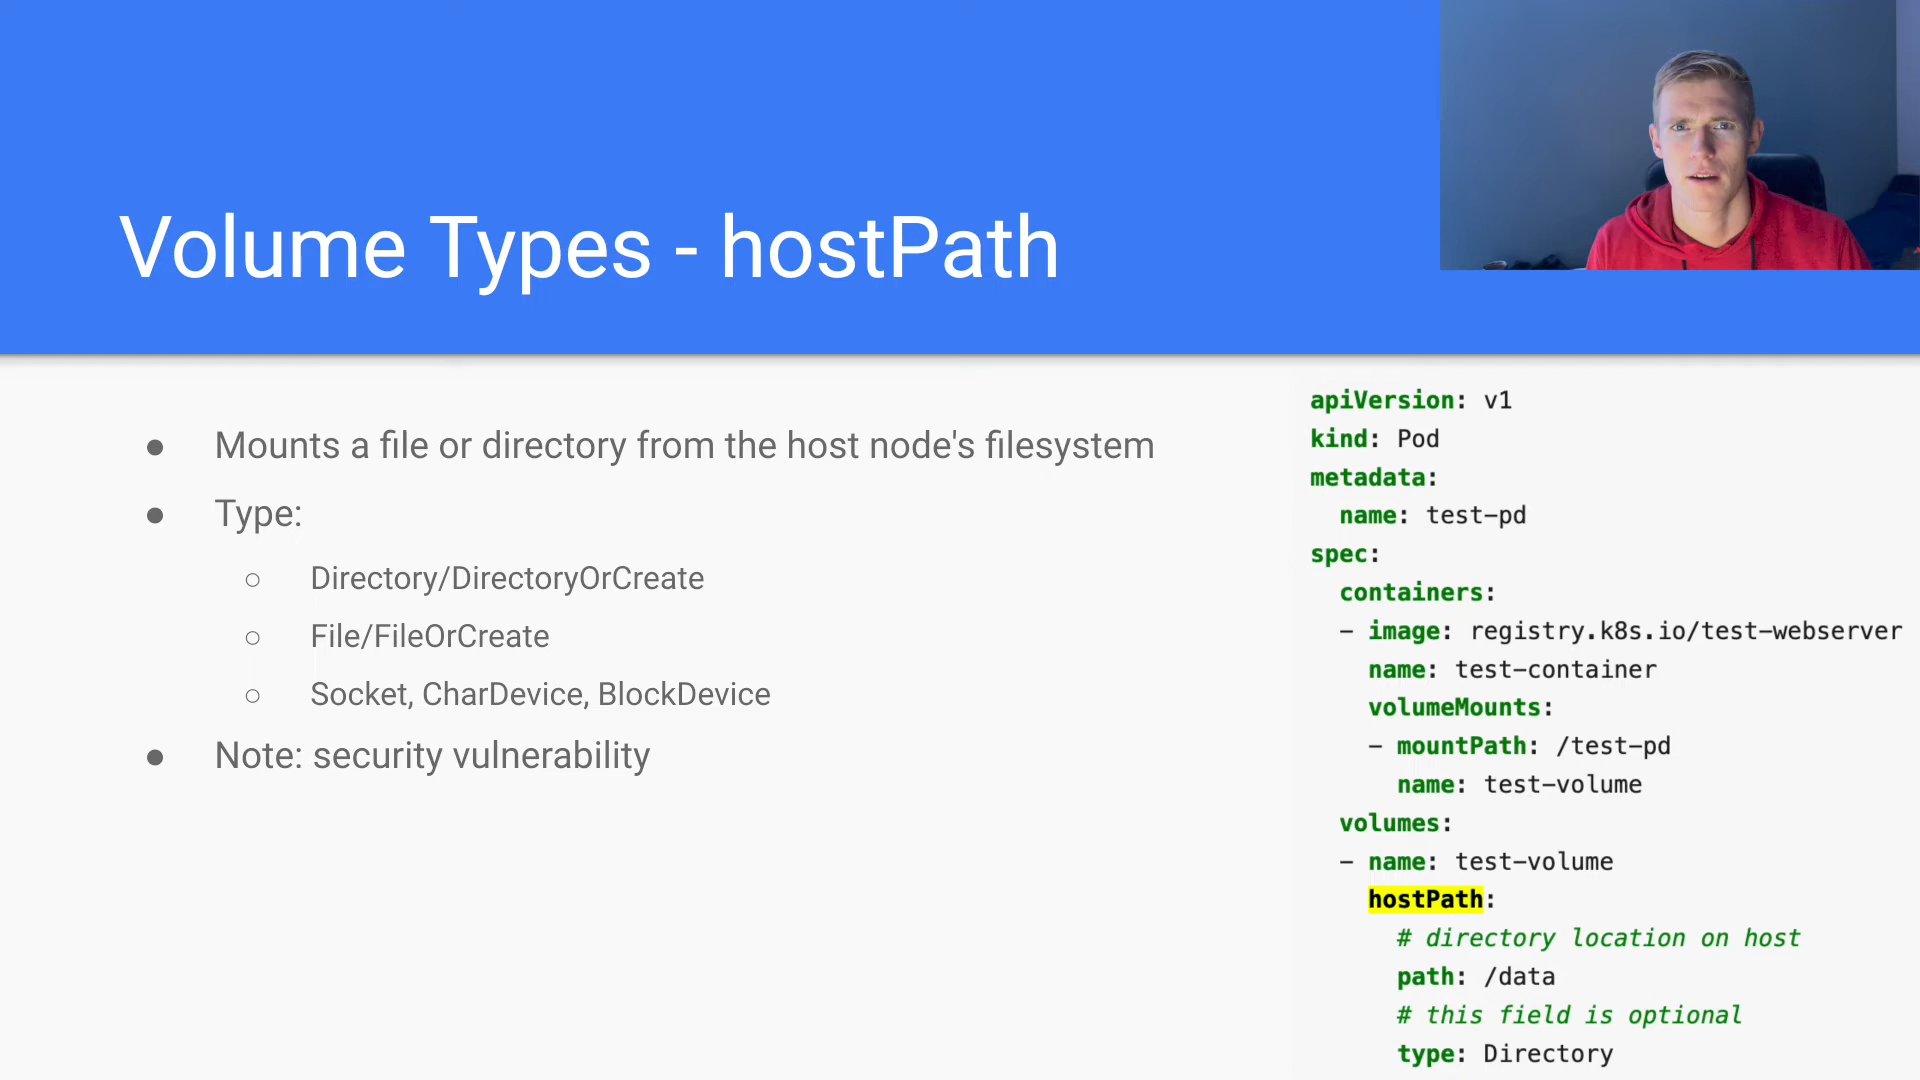 Volume Types - hostPath
● Mounts a file or directory from the host node's filesystem
● Type:
○ Directory/DirectoryOrCreate
○ File/FileOrCreate
○ Socket, CharDevice, BlockDevice
● Note: security vulnerability
apiVersion: v1
kind: Pod
metadata:
  name: test-pd
spec:
  containers:
  - image: registry.k8s.io/test-webserver
    name: test-container
    volumeMounts:
    - mountPath: /test-pd
      name: test-volume
  volumes:
  - name: test-volume
    hostPath:
      # directory location on host
      path: /data
      # this field is optional
      type: Directory